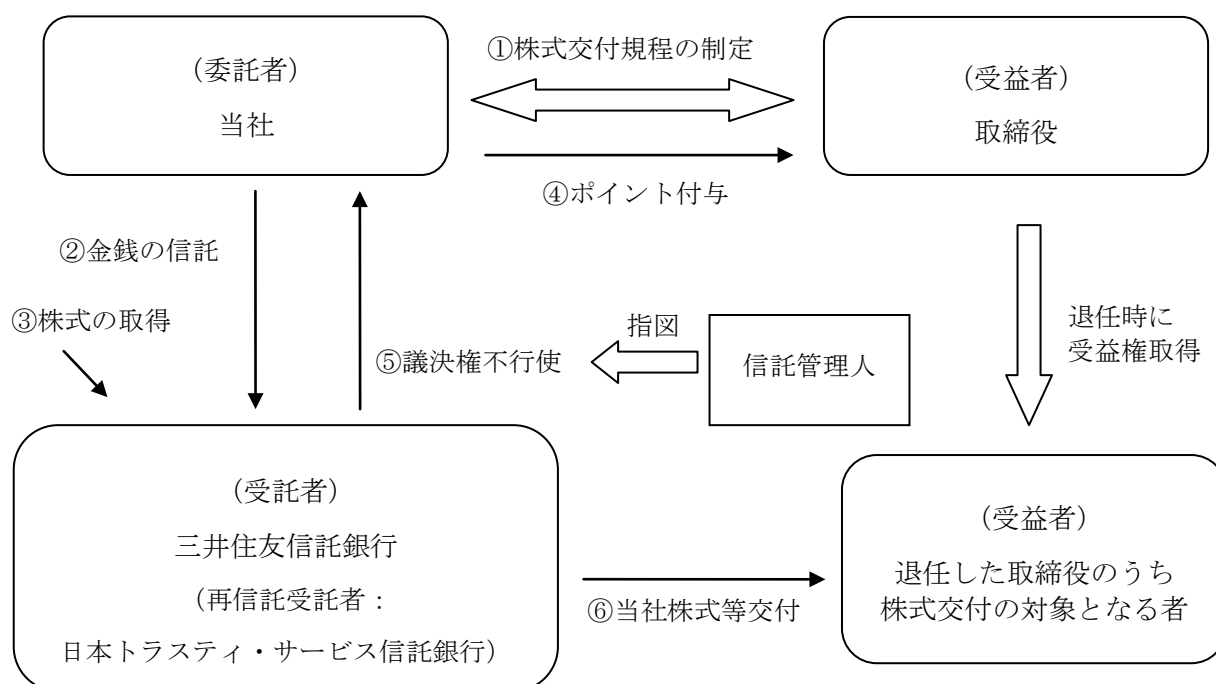 ①株式交付規程の制定
（委託者）
当社
（受益者）
取締役
④ポイント付与
②金銭の信託
③株式の取得
⑤議決権不行使
指図
信託管理人
退任時に
受益権取得
（受託者）
三井住友信託銀行
（再信託受託者：
日本トラスティ・サービス信託銀行）
⑥当社株式等交付
（受益者）
退任した取締役のうち
株式交付の対象となる者